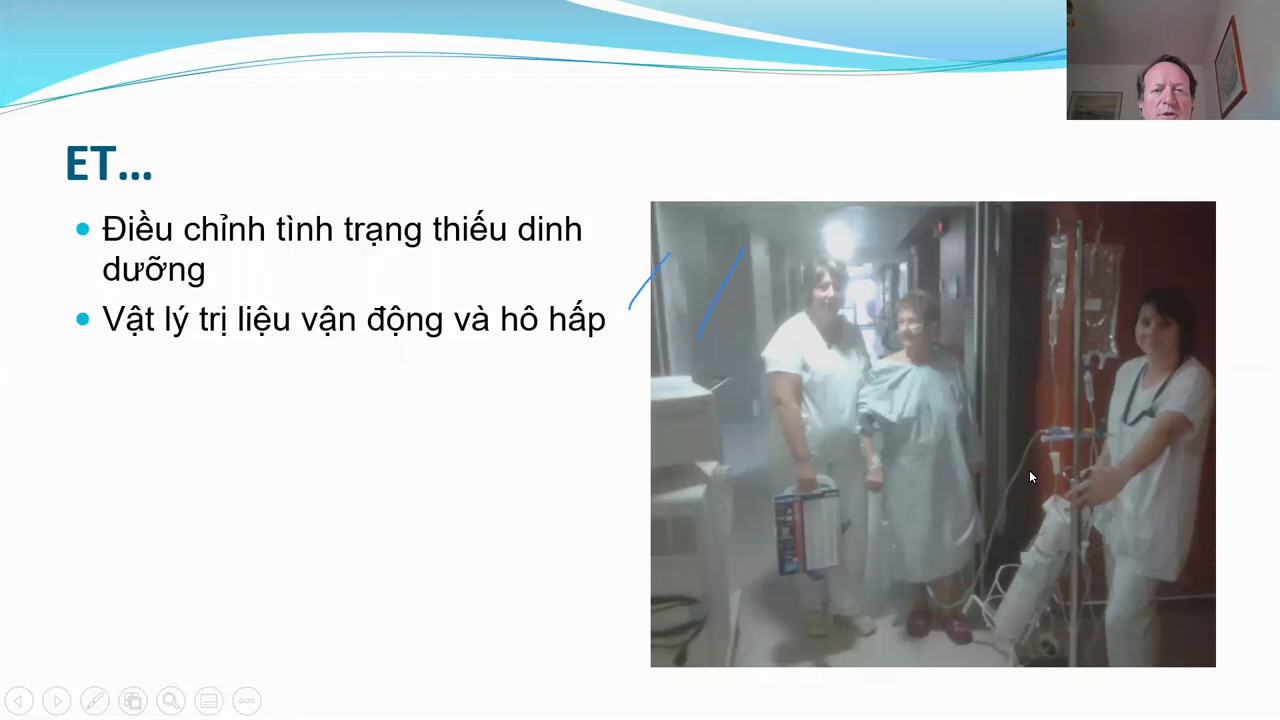 ET...
Điều chỉnh tình trạng thiếu dinh
dưỡng
Vật lý trị liệu vận động và hô hấp